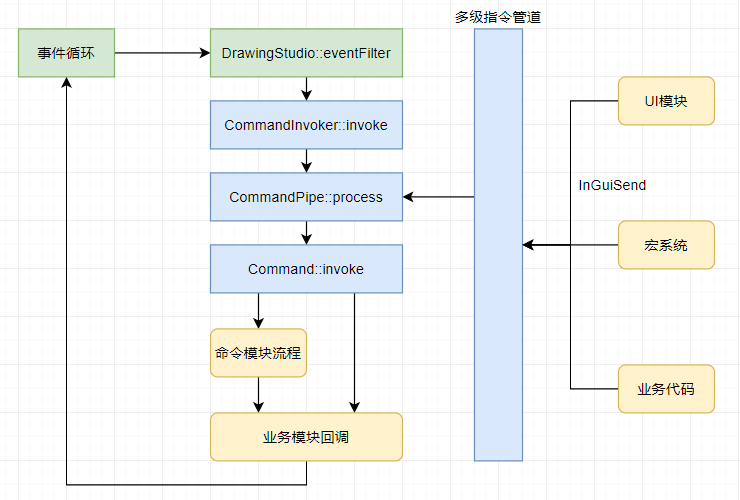 多级指令管道
事件循环
DrawingStudio::eventFilter
UI模块
CommandInvoker::invoke
InGuiSend
CommandPipe::process
宏系统
Command::invoke
命令模块流程
业务代码
业务模块回调